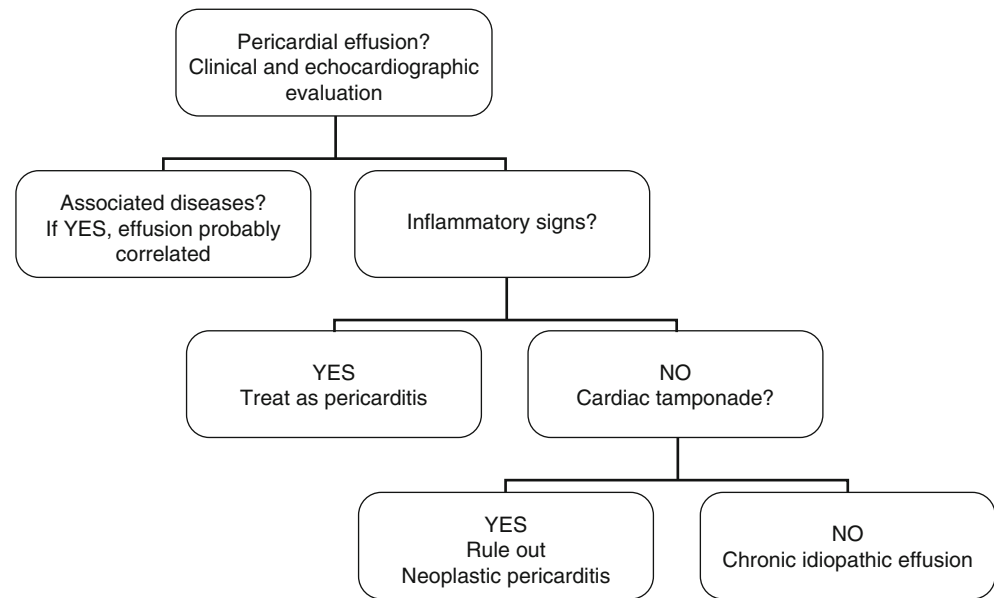 Pericardial effusion?
Clinical and echocardiographic
evaluation
Associated diseases?
If YES, effusion probably
correlated
Inflammatory signs?
YES
Treat as pericarditis
NO
Cardiac tamponade?
YES
Rule out
Neoplastic pericarditis
NO
Chronic idiopathic effusion